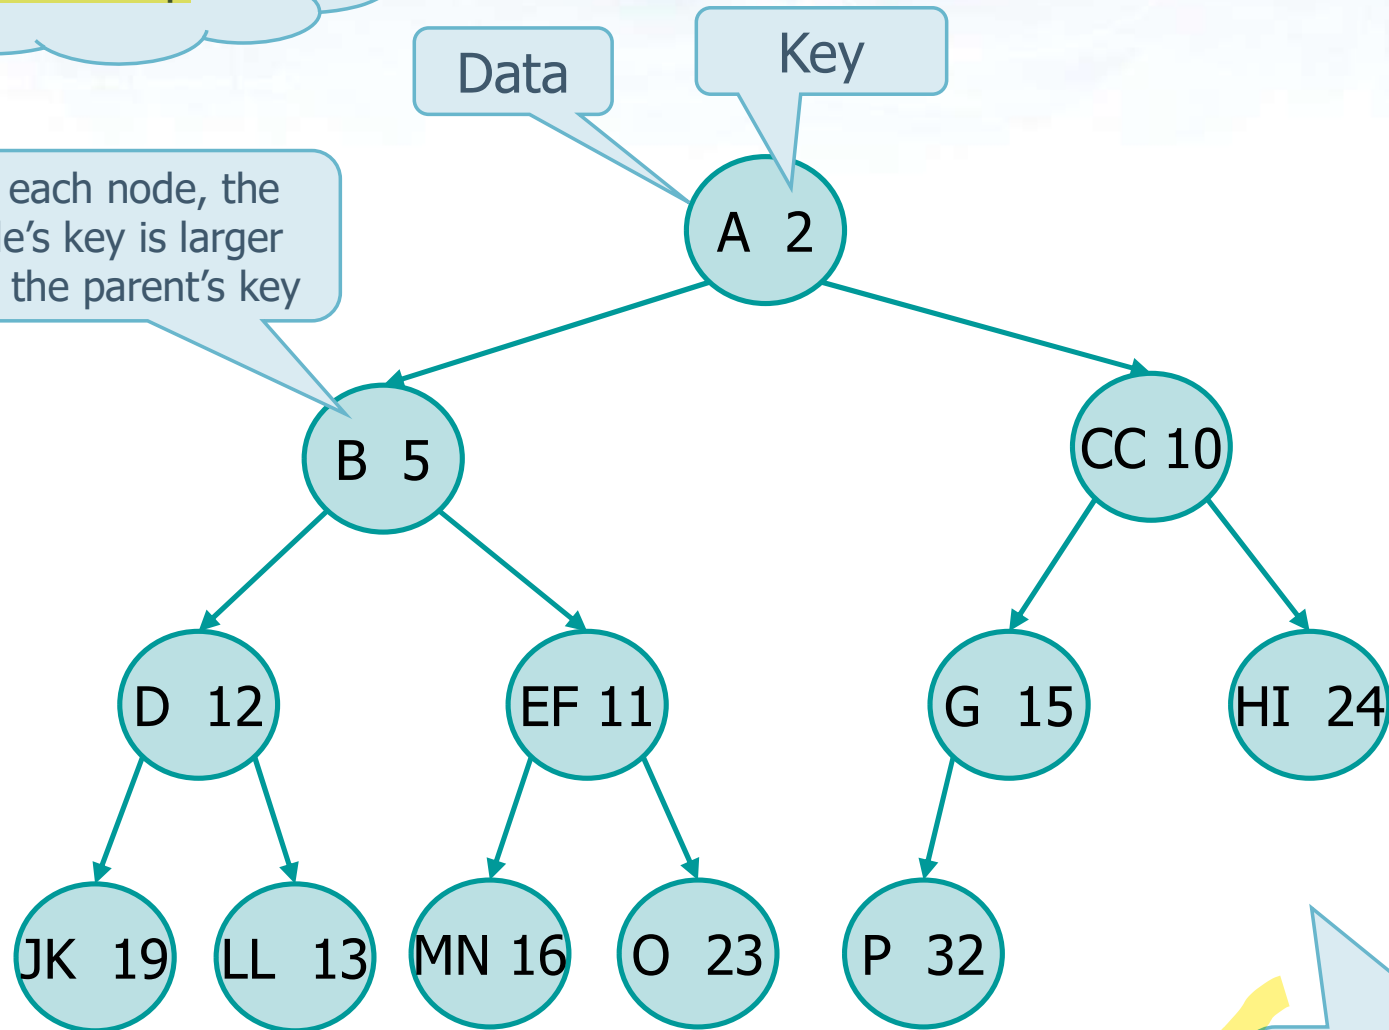 Data
Key
each node, the
's key is larger
the parent's key
A 2
B 5
CC 10
D 12
EF 11
G 15
HI 24
JK 19
LL 13
MN 16
O 23
P 32